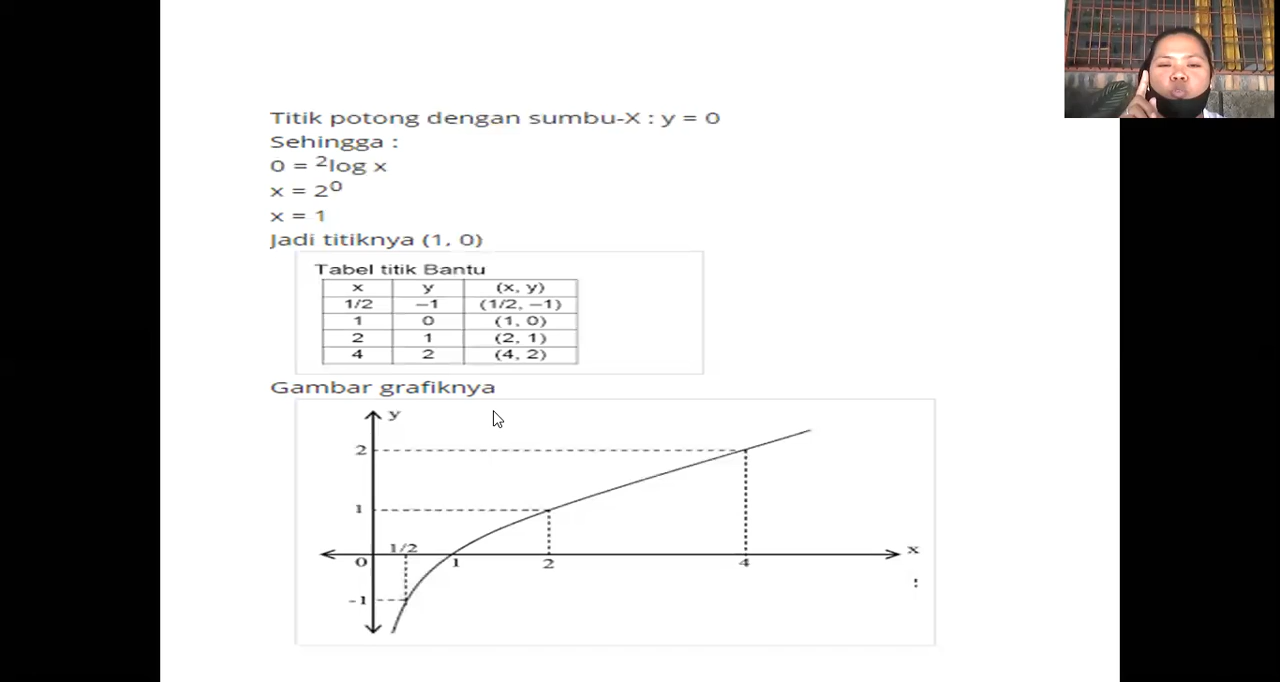 Titik potong dengan sumbu-X : y = 0
Sehingga :
0 = ²log x
x = 2⁰
x = 1
Jadi titiknya (1, 0)
Tabel titik Bantu
x y (x, y)
1/2 −1 (1/2, −1)
1 0 (1, 0)
2 1 (2, 1)
4 2 (4, 2)
Gambar grafiknya
y
2
1
1/2
x
0 1 2 4
-1